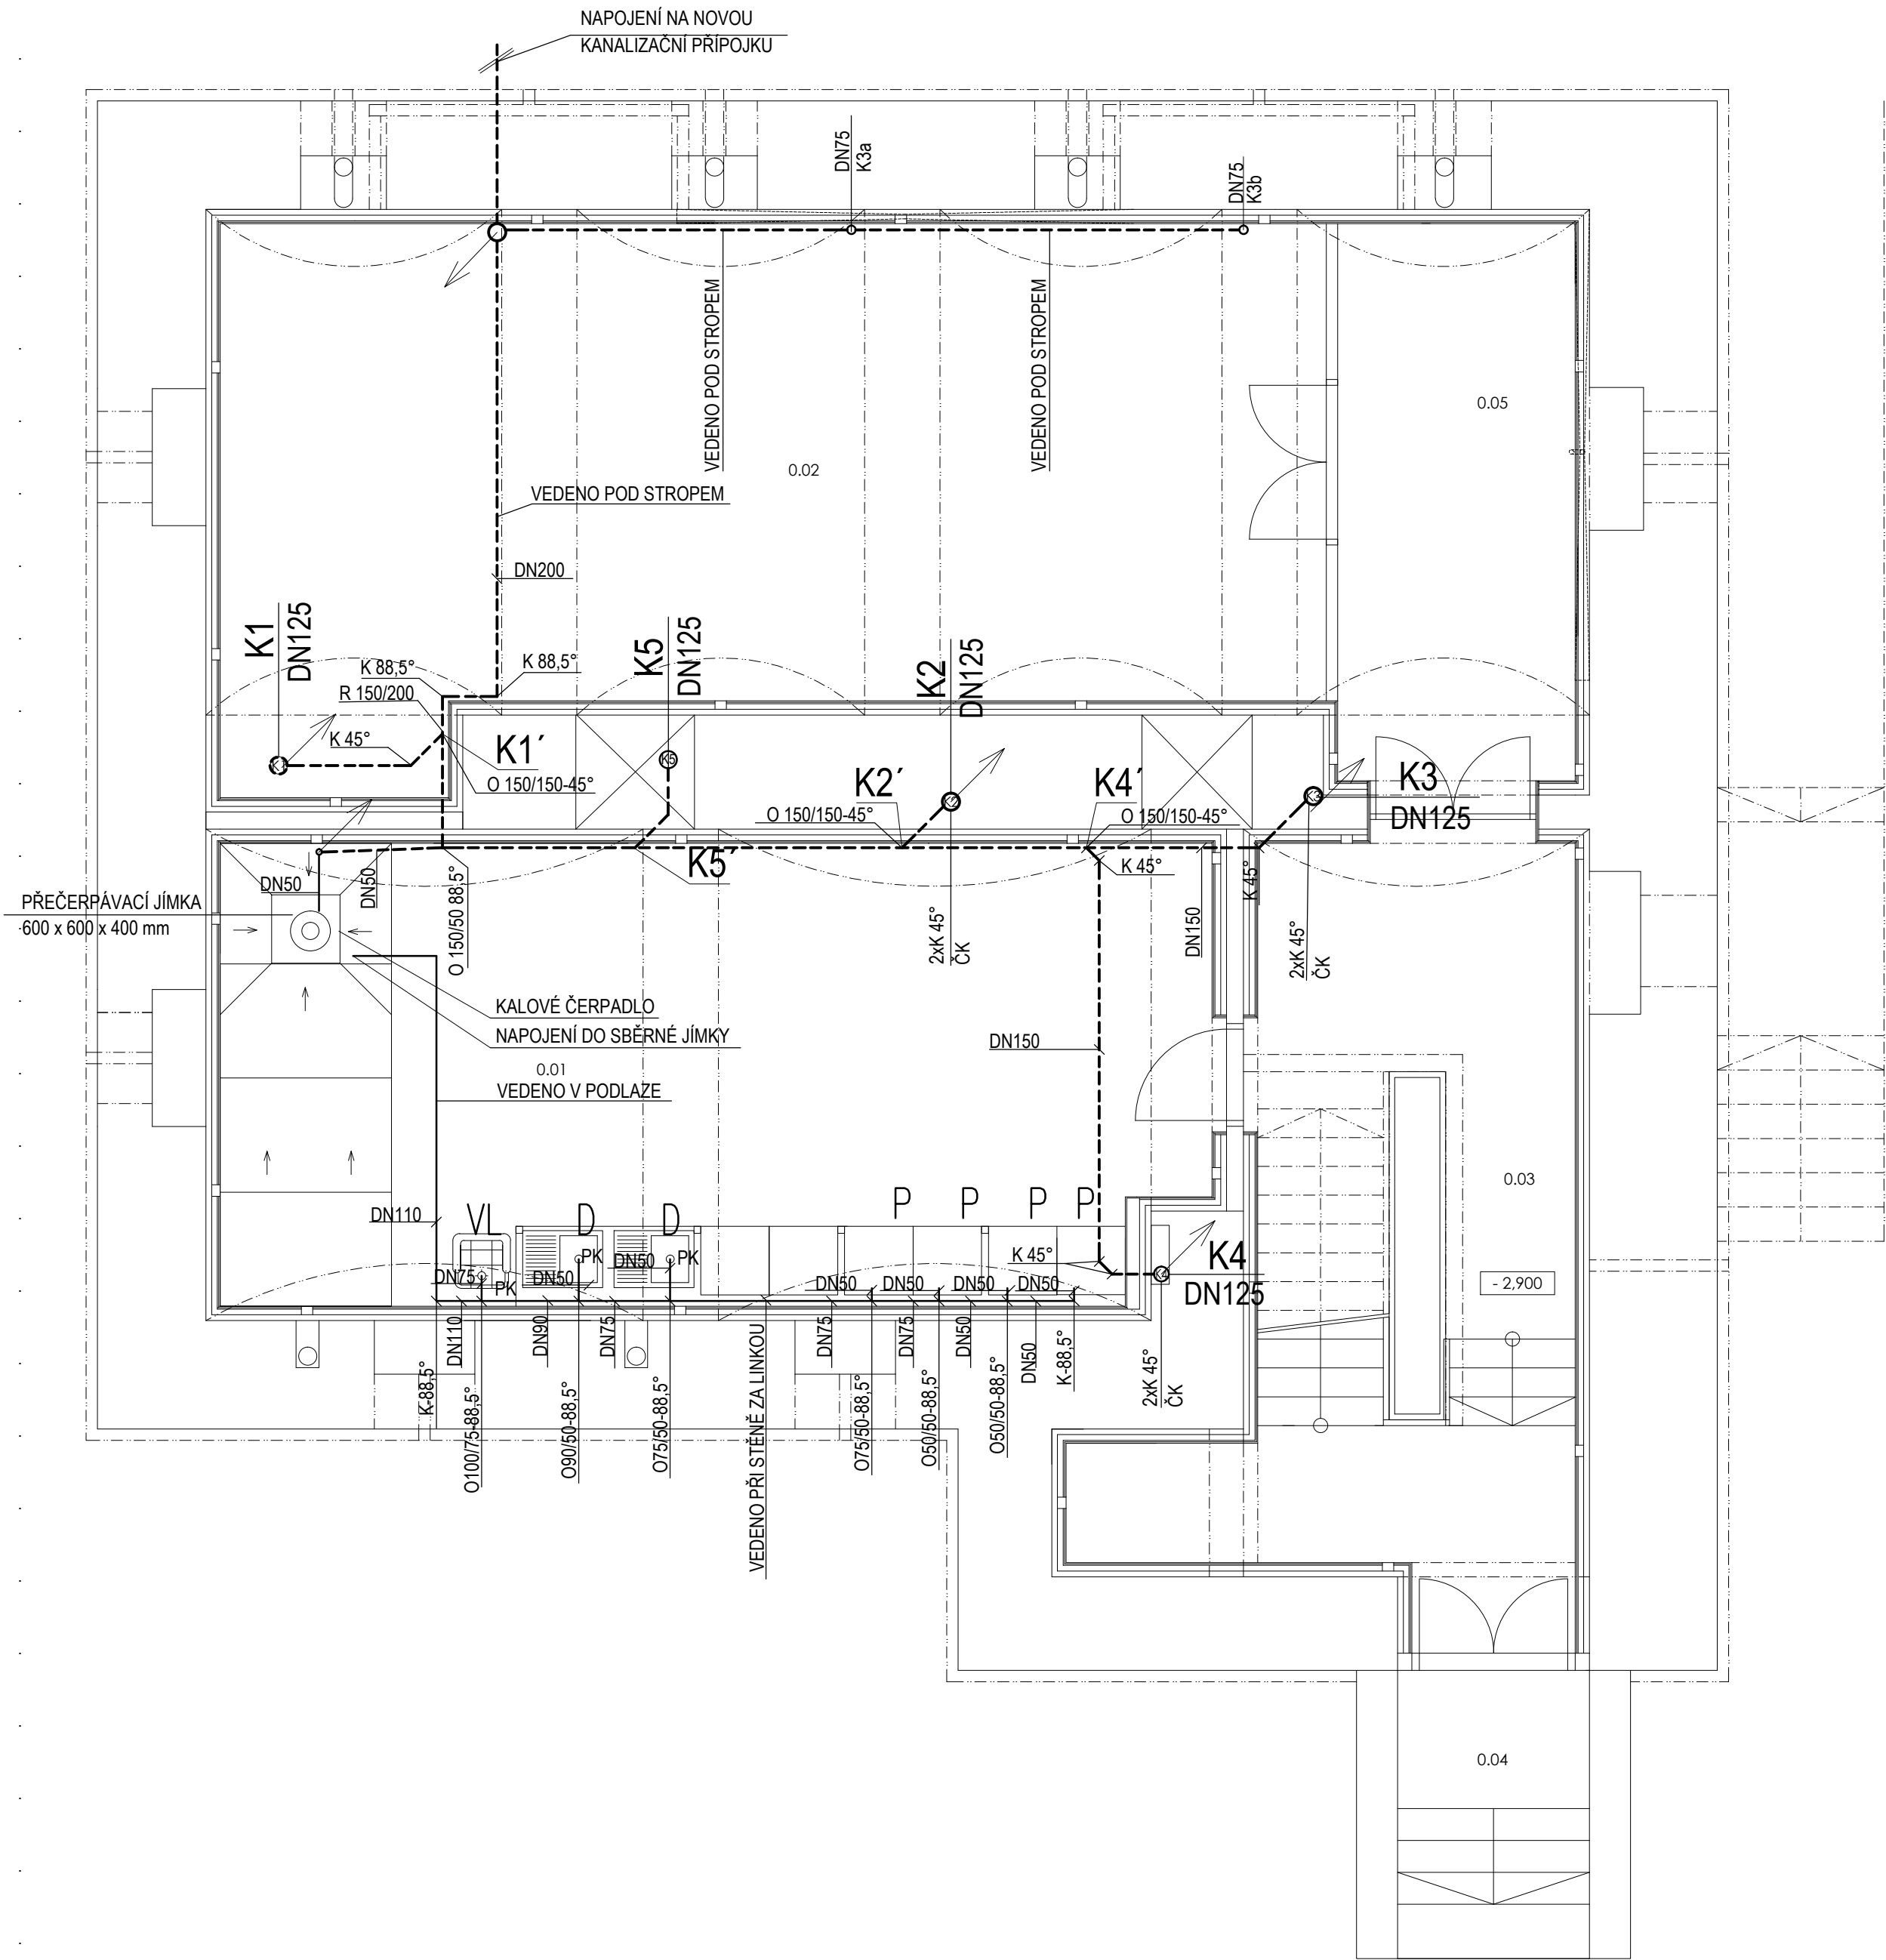 NAPOJENÍ NA NOVOU
KANALIZAČNÍ PŘÍPOJKU
DN75
K3a
DN75
K3b
VEDENO POD STROPEM
VEDENO POD STROPEM
0.05
0.02
VEDENO POD STROPEM
DN200
K1
DN125
K 88,5°
R 150/200
K 88,5°
K5
DN125
K2
DN125
K 45°
K1´
O 150/150-45°
K5
K2´
O 150/150-45°
K4´
O 150/150-45°
K3
DN125
K5´
K 45°
K 45°
DN50
DN50
O 150/50 88.5°
PŘEČERPÁVACÍ JÍMKA
600 x 600 x 400 mm
2xK 45°
ČK
DN150
2xK 45°
ČK
KALOVÉ ČERPADLO
NAPOJENÍ DO SBĚRNÉ JÍMKY
0.01
VEDENO V PODLAZE
DN150
0.03
DN110
VL
D
D
P
P
P
P
PK
PK
PK
DN75
DN50
DN50
DN50
DN50
DN50
DN50
K 45°
K4
DN125
- 2,900
K-88,5°
DN110
O100/75-88,5°
DN90
O90/50-88,5°
DN75
O75/50-88,5°
VEDENO PŘI STĚNĚ ZA LINKOU
DN75
O75/50-88,5°
DN75
O50/50-88,5°
DN50
O50/50-88,5°
DN50
K-88,5°
2xK 45°
ČK
0.04